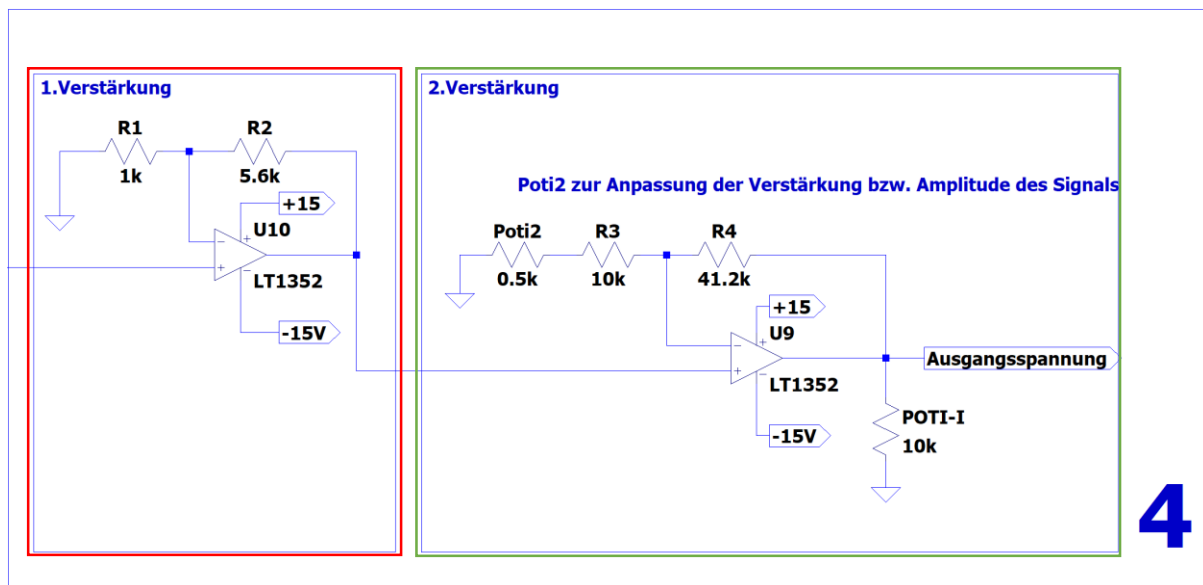 1.Verstärkung
R1
R2
1k
5.6k
+15
U10
LT1352
-15V
2.Verstärkung
Poti2 zur Anpassung der Verstärkung bzw. Amplitude des Signals
Poti2
R3
R4
0.5k
10k
41.2k
+15
U9
LT1352
-15V
Ausgangsspannung
POTI-I
10k
4